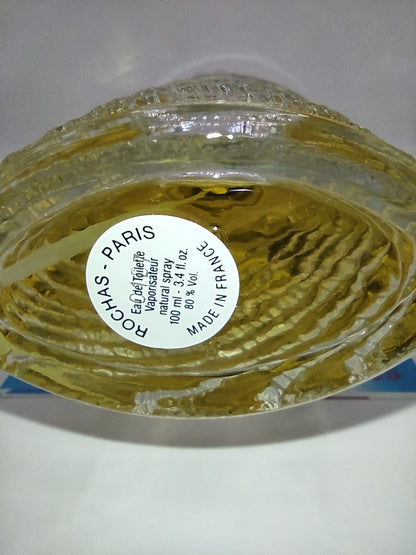 ROCHAS - PARIS
Eau de Toilette
Vaporisateur
natural spray
100 ml - 3.4 fl. oz.
80 % Vol.
MADE IN FRANCE